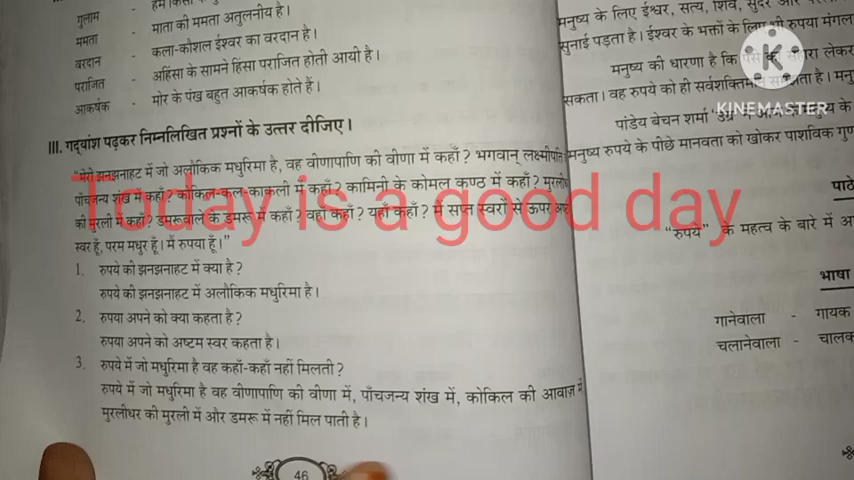 गुलाम -
ममता - माता की ममता अतुलनीय है।
वरदान - कला-कौशल ईश्वर का वरदान है।
पराजित - अहिंसा के सामने हिंसा पराजित होती आयी है।
आकर्षक - मोर के पंख बहुत आकर्षक होते हैं।
III. गद्यांश पढ़कर निम्नलिखित प्रश्नों के उत्तर दीजिए।
"मेरी झनझनाहट में जो अलौकिक मधुरिमा है, वह वीणापाणि की वीणा में कहाँ? भगवान् लक्ष्मीपति
पाँचजन्य शंख में कहाँ? कोकिल-कल-काकली में कहाँ? कामिनी के कोमल कण्ठ में कहाँ?
की मुरली में कहाँ? डमरूवाले के डमरू में कहाँ? वहाँ कहाँ? यहाँ कहाँ? मैं सप्त स्वरों से ऊपर
स्वर हूँ, परम मधुर हूँ। मैं रुपया हूँ।"
1. रुपये की झनझनाहट में क्या है?
रुपये की झनझनाहट में अलौकिक मधुरिमा है।
2. रुपया अपने को क्या कहता है?
रुपया अपने को अष्टम स्वर कहता है।
3. रुपये में जो मधुरिमा है वह कहाँ-कहाँ नहीं मिलती?
रुपये में जो मधुरिमा है वह वीणापाणि की वीणा में, पाँचजन्य शंख में, कोकिल की आवाज़ में
मुरलीधर की मुरली में और डमरू में नहीं मिल पाती है।
46
मनुष्य के लिए ईश्वर, सत्य, शिव, सुंदर और
सुनाई पड़ता है। ईश्वर के भक्तों के लिए भी रुपया
मनुष्य की धारणा है कि पैसे का सहारा लेकर
सकता। वह रुपये को ही सर्वशक्तिमान समझता है।
पांडेय बेचन शर्मा 'उग्र' के
मनुष्य रुपये के पीछे मानवता को खोकर पाशविक गुण
"रुपये" के महत्व के बारे में
भाषा
गानेवाला - गायक
चलानेवाला - चालक
Today is a good day
KINEMASTER